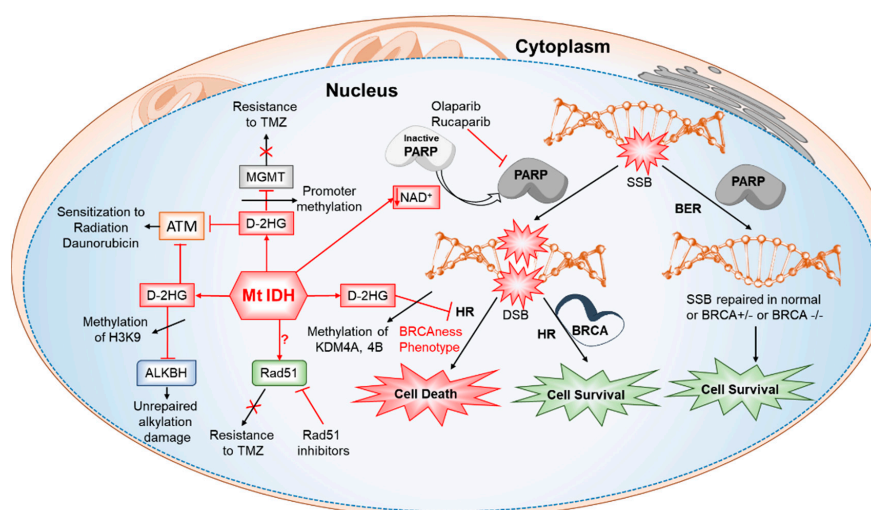 Cytoplasm
Nucleus
Resistance
to TMZ
MGMT
Promoter
methylation
D-2HG
Sensitization to
Radiation
Daunorubicin
ATM
D-2HG
Methylation
of H3K9
ALKBH
Unrepaired
alkylation
damage
Mt IDH
?
Rad51
Resistance
to TMZ
Rad51
inhibitors
D-2HG
HR
Methylation of
KDM4A, 4B
BRCAness
Phenotype
NAD+
Inactive
PARP
Olaparib
Rucaparib
PARP
SSB
PARP
BER
DSB
HR
BRCA
SSB repaired in normal
or BRCA+/- or BRCA -/-
Cell Death
Cell Survival
Cell Survival